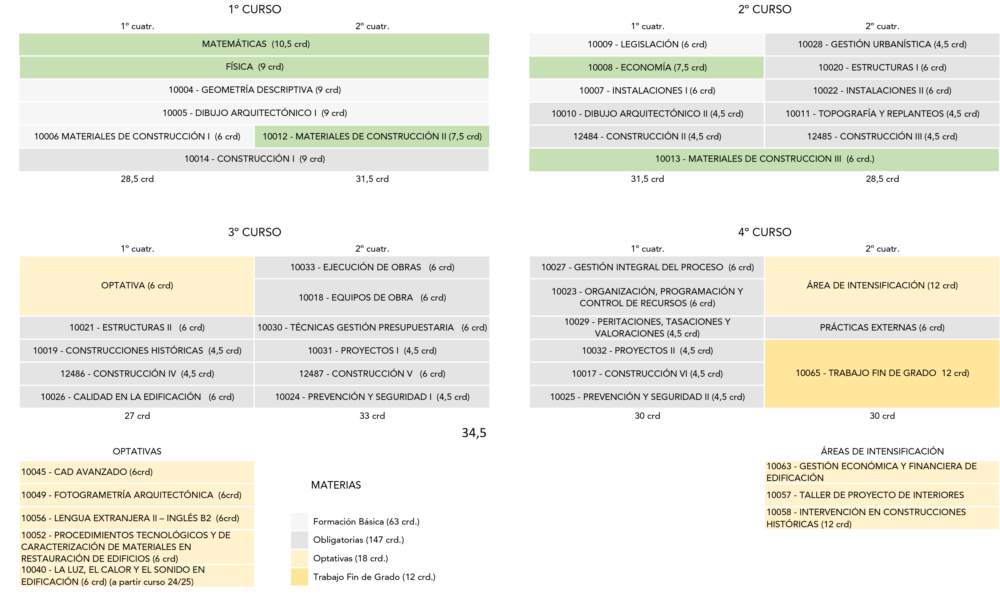 1º CURSO
1º cuatr.
2º cuatr.
MATEMÁTICAS (10,5 crd)
FÍSICA (9 crd)
10004 - GEOMETRÍA DESCRIPTIVA (9 crd)
10005 - DIBUJO ARQUITECTÓNICO I (9 crd)
10006 MATERIALES DE CONSTRUCCIÓN I (6 crd)
10012 - MATERIALES DE CONSTRUCCIÓN II (7,5 crd)
10014 - CONSTRUCCIÓN I (9 crd)
28,5 crd
31,5 crd
2º CURSO
1º cuatr.
2º cuatr.
10009 - LEGISLACIÓN (6 crd)
10028 - GESTIÓN URBANÍSTICA (4,5 crd)
10008 - ECONOMÍA (7,5 crd)
10020 - ESTRUCTURAS I (6 crd)
10007 - INSTALACIONES I (6 crd)
10022 - INSTALACIONES II (6 crd)
10010 - DIBUJO ARQUITECTÓNICO II (4,5 crd)
10011 - TOPOGRAFÍA Y REPLANTEOS (4,5 crd)
12484 - CONSTRUCCIÓN II (4,5 crd)
12485 - CONSTRUCCIÓN III (4,5 crd)
10013 - MATERIALES DE CONSTRUCCION III (6 crd.)
31,5 crd
28,5 crd
3º CURSO
1º cuatr.
2º cuatr.
OPTATIVA (6 crd)
10033 - EJECUCIÓN DE OBRAS (6 crd)
10018 - EQUIPOS DE OBRA (6 crd)
10021 - ESTRUCTURAS II (6 crd)
10030 - TÉCNICAS GESTIÓN PRESUPUESTARIA (6 crd)
10019 - CONSTRUCCIONES HISTÓRICAS (4,5 crd)
10031 - PROYECTOS I (4,5 crd)
12486 - CONSTRUCCIÓN IV (4,5 crd)
12487 - CONSTRUCCIÓN V (6 crd)
10026 - CALIDAD EN LA EDIFICACIÓN (6 crd)
10024 - PREVENCIÓN Y SEGURIDAD I (4,5 crd)
27 crd
33 crd
34,5
4º CURSO
1º cuatr.
2º cuatr.
10027 - GESTIÓN INTEGRAL DEL PROCESO (6 crd)
ÁREA DE INTENSIFICACIÓN (12 crd)
10023 - ORGANIZACIÓN, PROGRAMACIÓN Y
CONTROL DE RECURSOS (6 crd)
10029 - PERITACIONES, TASACIONES Y
VALORACIONES (4,5 crd)
PRÁCTICAS EXTERNAS (6 crd)
10032 - PROYECTOS II (4,5 crd)
10017 - CONSTRUCCIÓN VI (4,5 crd)
10065 - TRABAJO FIN DE GRADO 12 crd)
10025 - PREVENCIÓN Y SEGURIDAD II (4,5 crd)
30 crd
30 crd
OPTATIVAS
10045 - CAD AVANZADO (6crd)
10049 - FOTOGRAMETRÍA ARQUITECTÓNICA (6crd)
10056 - LENGUA EXTRANJERA II – INGLÉS B2 (6crd)
10052 - PROCEDIMIENTOS TECNOLÓGICOS Y DE
CARACTERIZACIÓN DE MATERIALES EN
RESTAURACIÓN DE EDIFICIOS (6 crd)
10040 - LA LUZ, EL CALOR Y EL SONIDO EN
EDIFICACIÓN (6 crd) (a partir curso 24/25)
MATERIAS
Formación Básica (63 crd.)
Obligatorias (147 crd.)
Optativas (18 crd.)
Trabajo Fin de Grado (12 crd.)
ÁREAS DE INTENSIFICACIÓN
10063 - GESTIÓN ECONÓMICA Y FINANCIERA DE
EDIFICACIÓN
10057 - TALLER DE PROYECTO DE INTERIORES
10058 - INTERVENCIÓN EN CONSTRUCCIONES
HISTÓRICAS (12 crd)